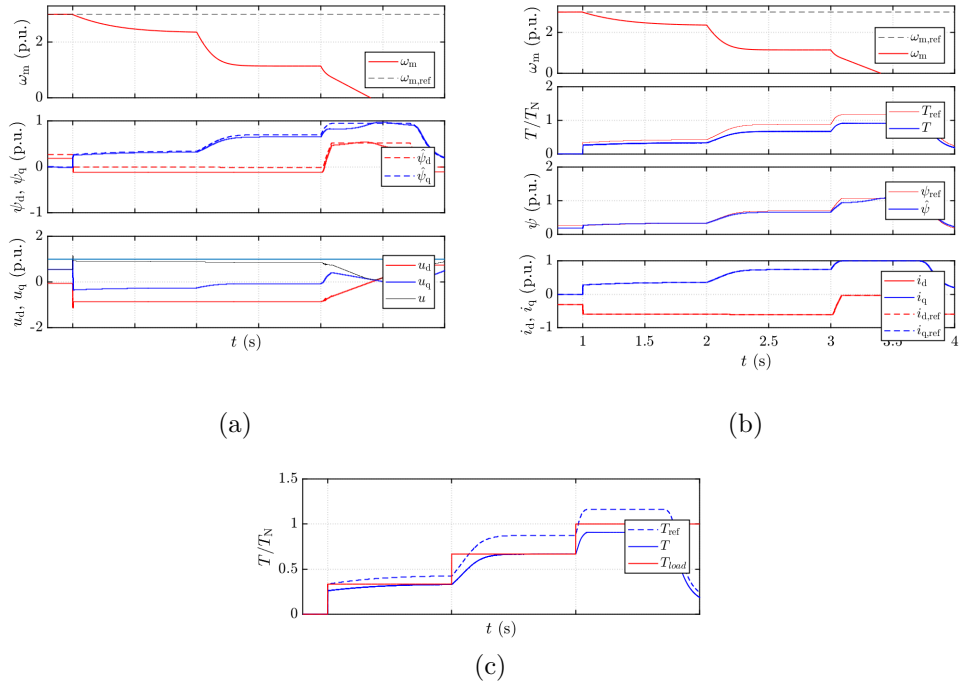 ω_m (p.u.)
2
0
ω_m
ω_m,ref
ψ_d, ψ_q (p.u.)
1
0
-1
ψ̂_d
ψ̂_q
u_d, u_q (p.u.)
2
0
-2
u_d
u_q
u
t (s)
(a)
ω_m (p.u.)
2
0
ω_m,ref
ω_m
T/T_N
2
1
0
T_ref
T
ψ (p.u.)
2
1
0
ψ_ref
ψ̂
i_d, i_q (p.u.)
1
0
-1
i_d
i_q
i_d,ref
i_q,ref
1 1.5 2 2.5 3 3.5 4
t (s)
(b)
T/T_N
1.5
1
0.5
0
T_ref
T
T_load
t (s)
(c)